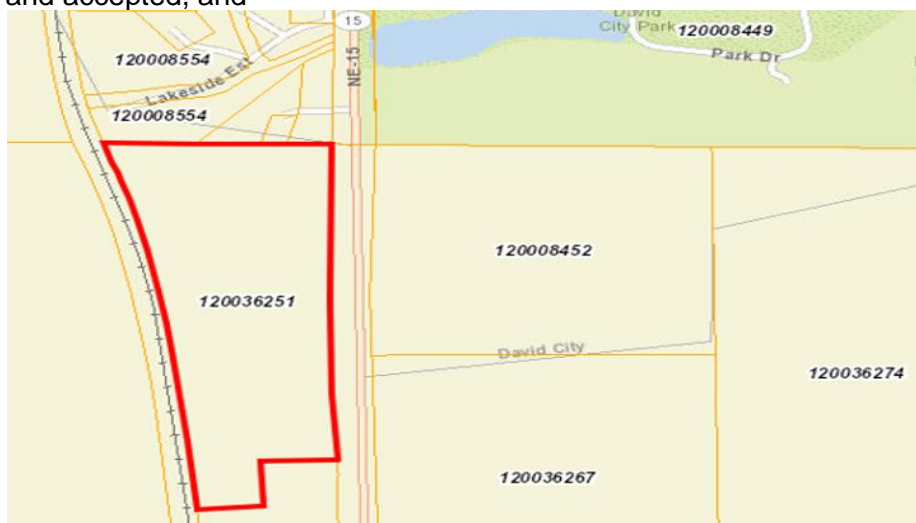 and accepted, and
15
David
City Park
120008449
120008554
Park Dr
NE-15
Lakeside Est
120008554
120008452
120036251
David City
120036274
120036267